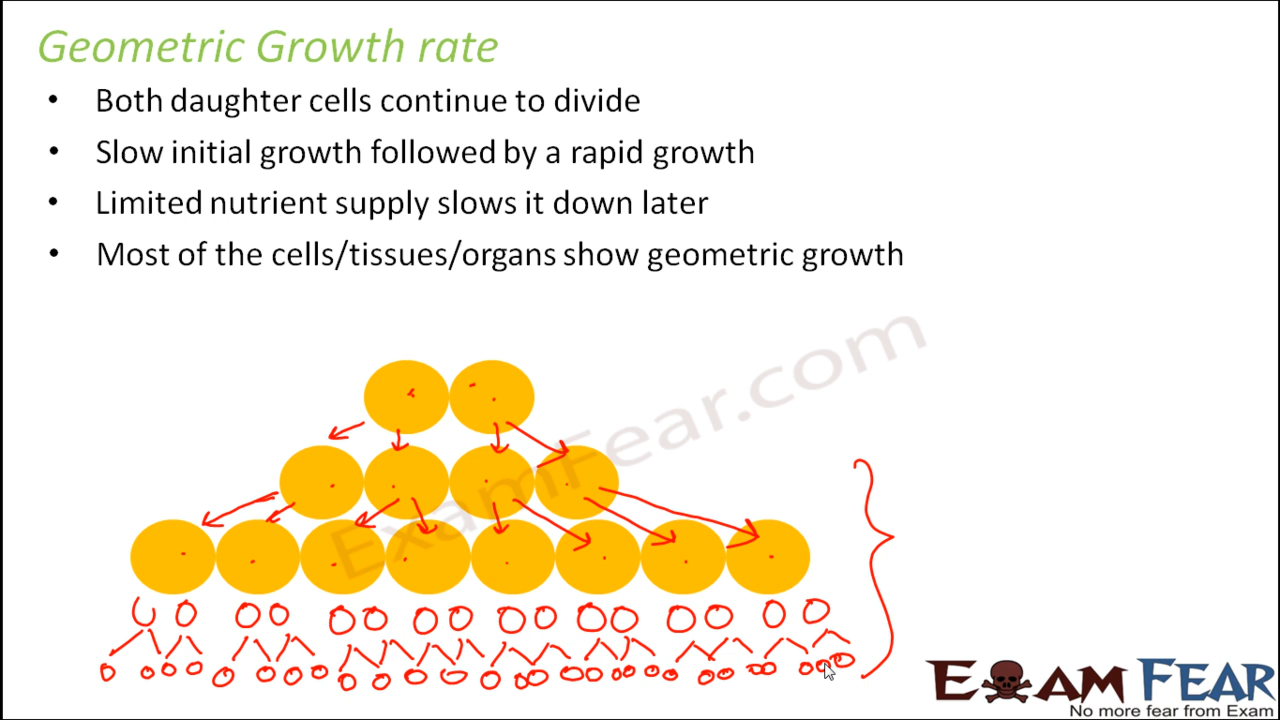 Geometric Growth rate
• Both daughter cells continue to divide
• Slow initial growth followed by a rapid growth
• Limited nutrient supply slows it down later
• Most of the cells/tissues/organs show geometric growth
ExamFear.com
EXAM FEAR
No more fear from Exam